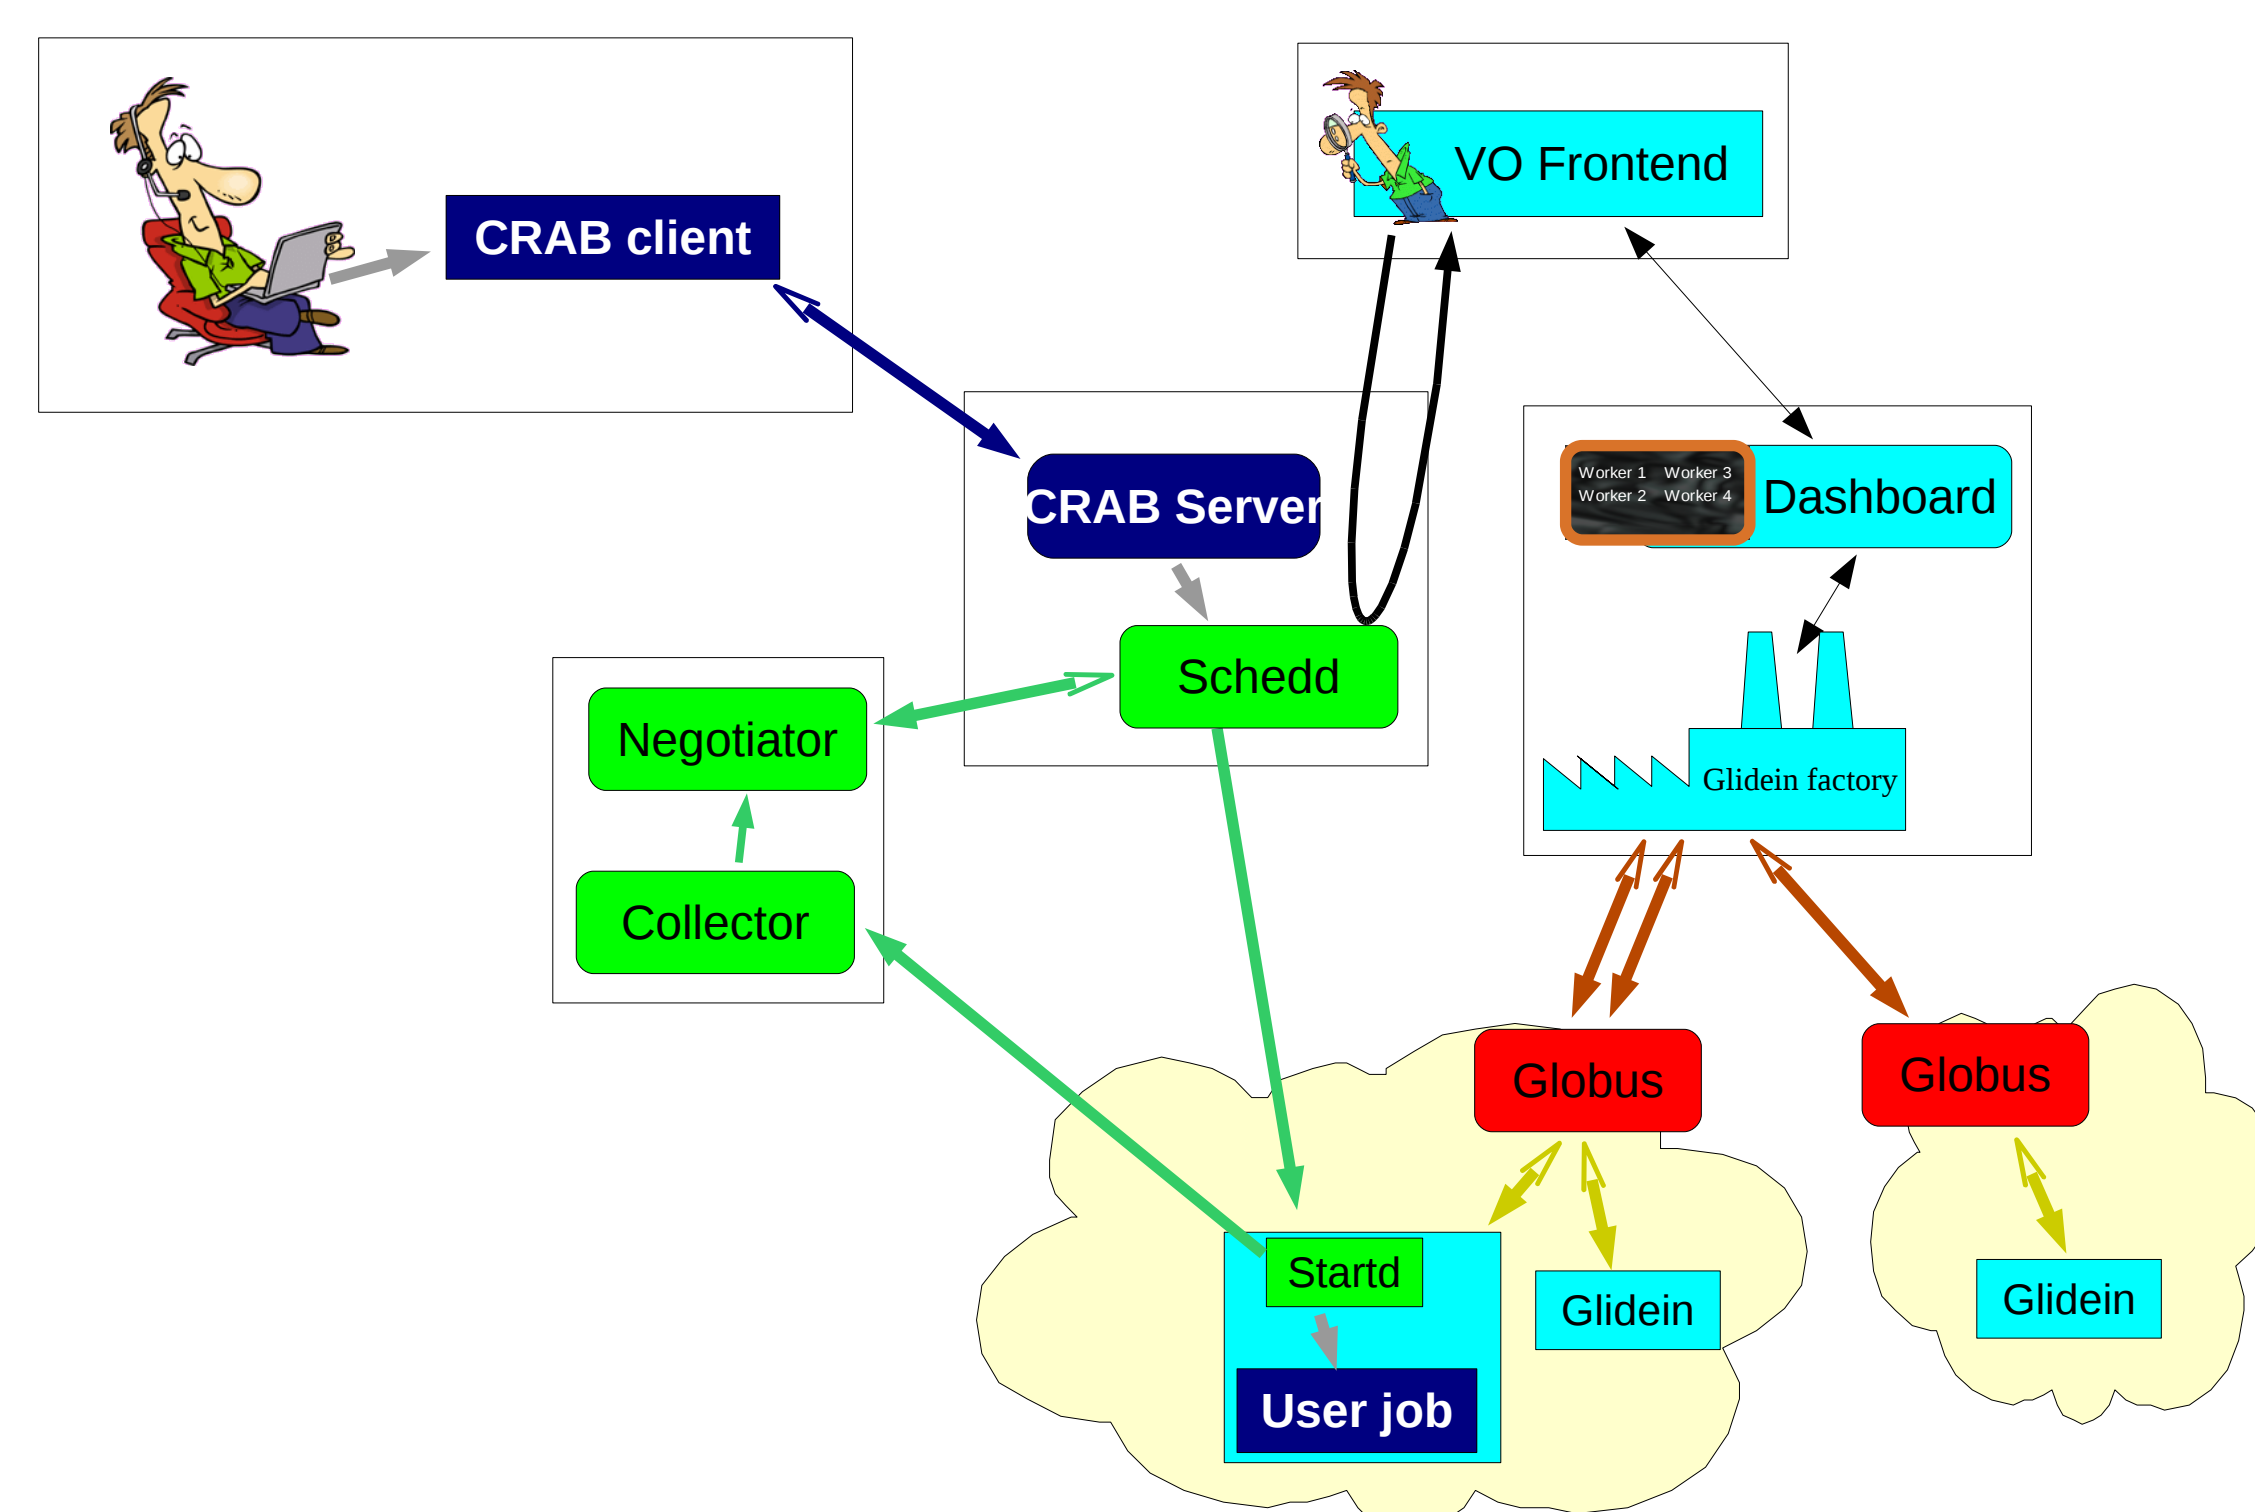 VO Frontend
CRAB client
Worker 1 Worker 3
Worker 2 Worker 4
Dashboard
CRAB Server
Schedd
Negotiator
Glidein factory
Collector
Globus
Globus
Startd
Glidein
Glidein
User job